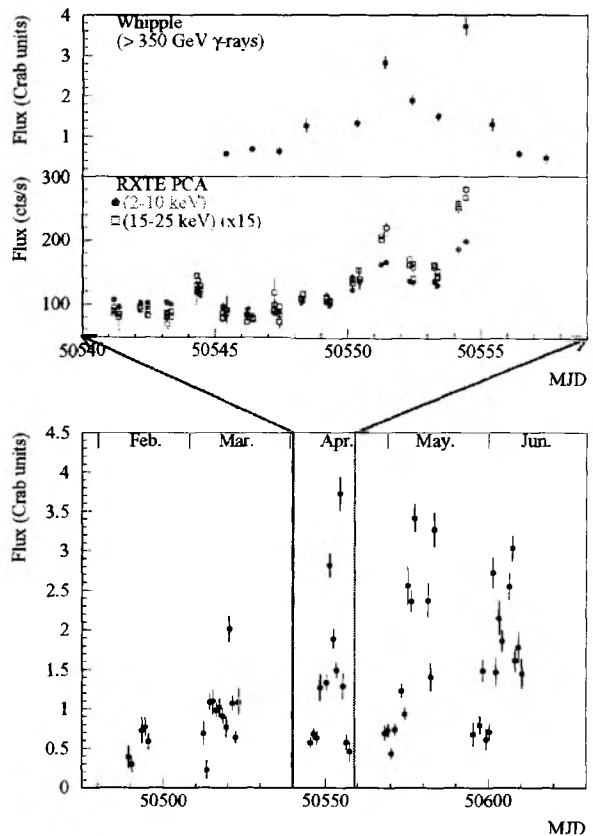 Flux (Crab units)
4
3
2
1
Whipple
(> 350 GeV γ-rays)
Flux (cts/s)
300
200
100
RXTE PCA
(2-10 keV)
(15-25 keV) (x15)
50540 50545 50550 50555
MJD
Flux (Crab units)
4.5
4
3.5
3
2.5
2
1.5
1
0.5
0
Feb. Mar. Apr. May. Jun.
50500 50550 50600
MJD